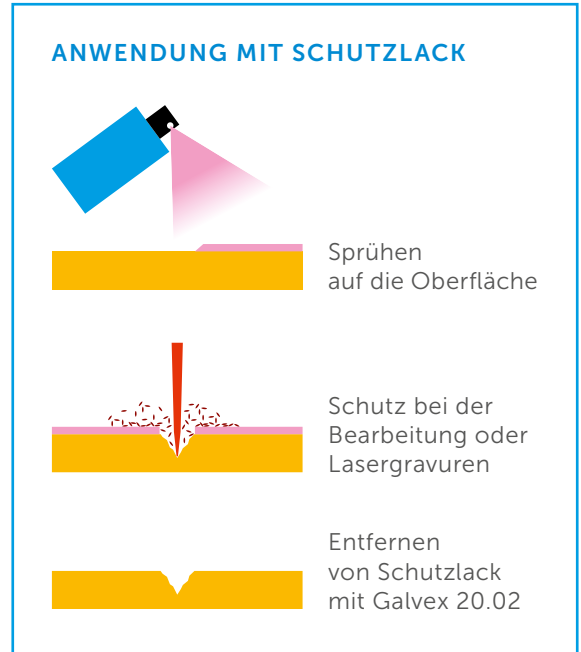 ANWENDUNG MIT SCHUTZLACK
Sprühen
auf die Oberfläche
Schutz bei der
Bearbeitung oder
Lasergravuren
Entfernen
von Schutzlack
mit Galvex 20.02